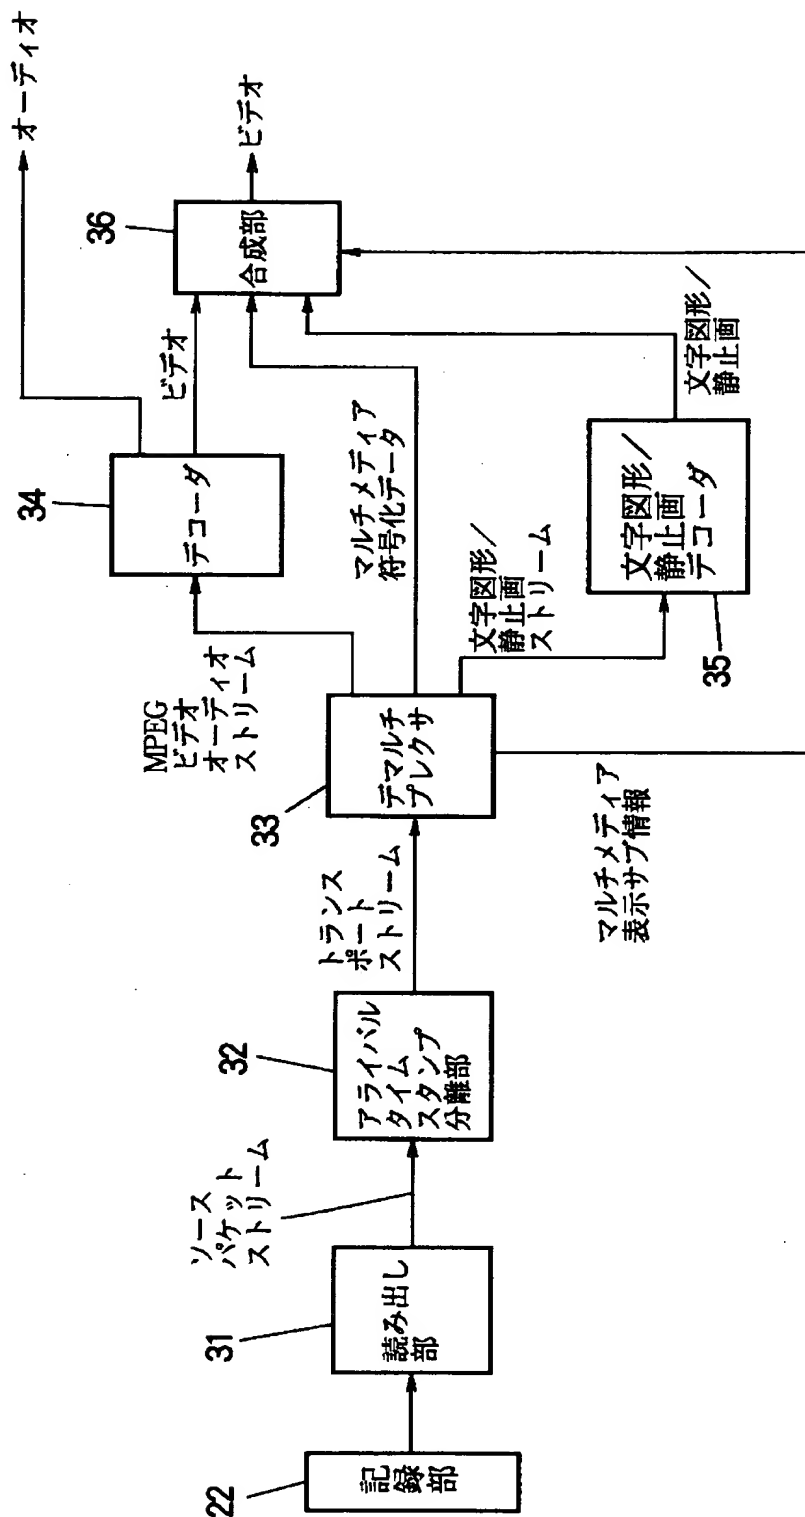 22
記録部
31
読み出し
部
ソース
パケット
ストリーム
32
アライバル
タイム
スタンプ
分離部
トランス
ポート
ストリーム
33
デマルチ
プレクサ
MPEG
ビデオ
オーディオ
ストリーム
34
デコーダ
オーディオ
ビデオ
マルチメディア
符号化データ
文字図形/
静止画
ストリーム
35
文字図形/
静止画
デコーダ
文字図形/
静止画
マルチメディア
表示サブ情報
36
合成部
ビデオ